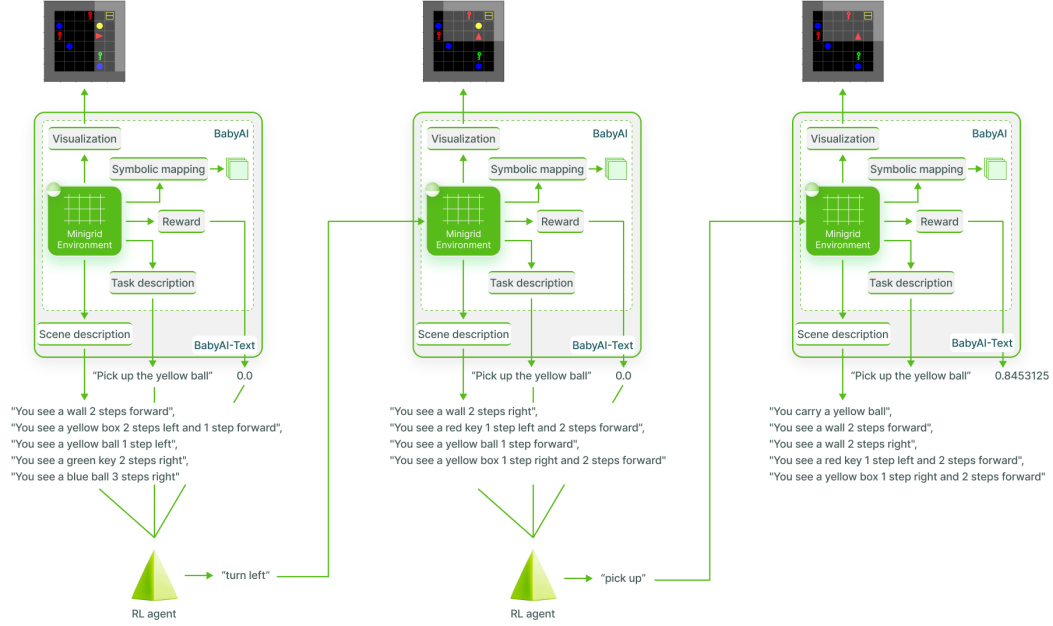 BabyAI
Visualization
Symbolic mapping
Minigrid
Environment
Reward
Task description
Scene description
BabyAI-Text
"Pick up the yellow ball"
0.0
"You see a wall 2 steps forward",
"You see a yellow box 2 steps left and 1 step forward",
"You see a yellow ball 1 step left",
"You see a green key 2 steps right",
"You see a blue ball 3 steps right"
RL agent
"turn left"
BabyAI
Visualization
Symbolic mapping
Minigrid
Environment
Reward
Task description
Scene description
BabyAI-Text
"Pick up the yellow ball"
0.0
"You see a wall 2 steps right",
"You see a red key 1 step left and 2 steps forward",
"You see a yellow ball 1 step forward",
"You see a yellow box 1 step right and 2 steps forward"
RL agent
"pick up"
BabyAI
Visualization
Symbolic mapping
Minigrid
Environment
Reward
Task description
Scene description
BabyAI-Text
"Pick up the yellow ball"
0.8453125
"You carry a yellow ball",
"You see a wall 2 steps forward",
"You see a wall 2 steps right",
"You see a red key 1 step left and 2 steps forward",
"You see a yellow box 1 step right and 2 steps forward"